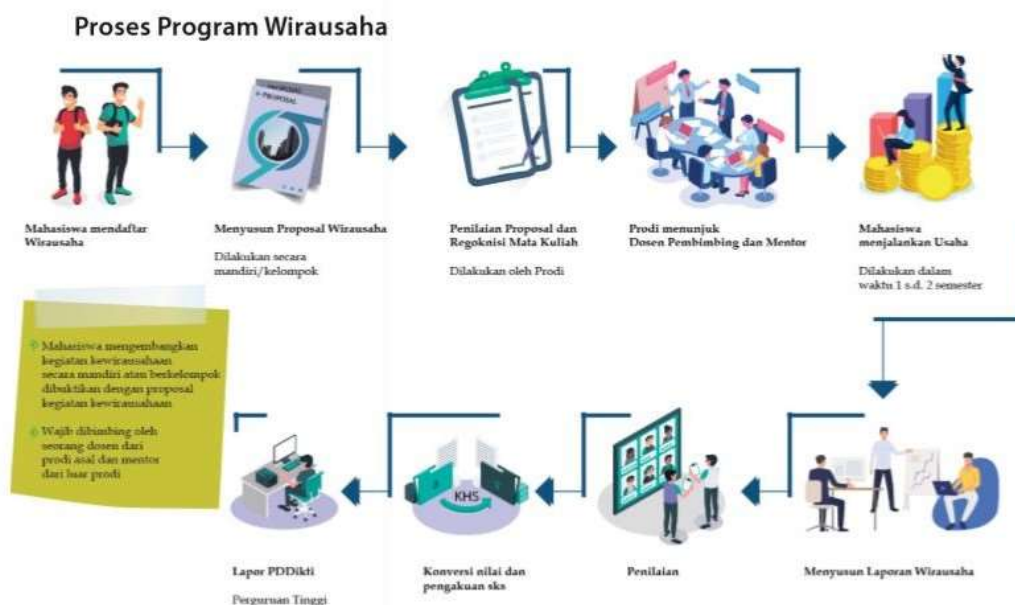 Proses Program Wirausaha
PROPOSAL
PROPOSAL
Mahasiswa mendaftar
Wirausaha
Menyusun Proposal Wirausaha
Dilakukan secara
mandiri/kelompok
Penilaian Proposal dan
Regoknisi Mata Kuliah
Dilakukan oleh Prodi
Prodi menunjuk
Dosen Pembimbing dan Mentor
Mahasiswa
menjalankan Usaha
Dilakukan dalam
waktu 1 s.d. 2 semester
Mahasiswa mengembangkan
kegiatan kewirausahaan
secara mandiri atau berkelompok
dibuktikan dengan proposal
kegiatan kewirausahaan
Wajib dibimbing oleh
seorang dosen dari
prodi asal dan mentor
dari luar prodi
Lapor PDDikti
Perguruan Tinggi
KHS
Konversi nilai dan
pengakuan sks
Penilaian
Menyusun Laporan Wirausaha